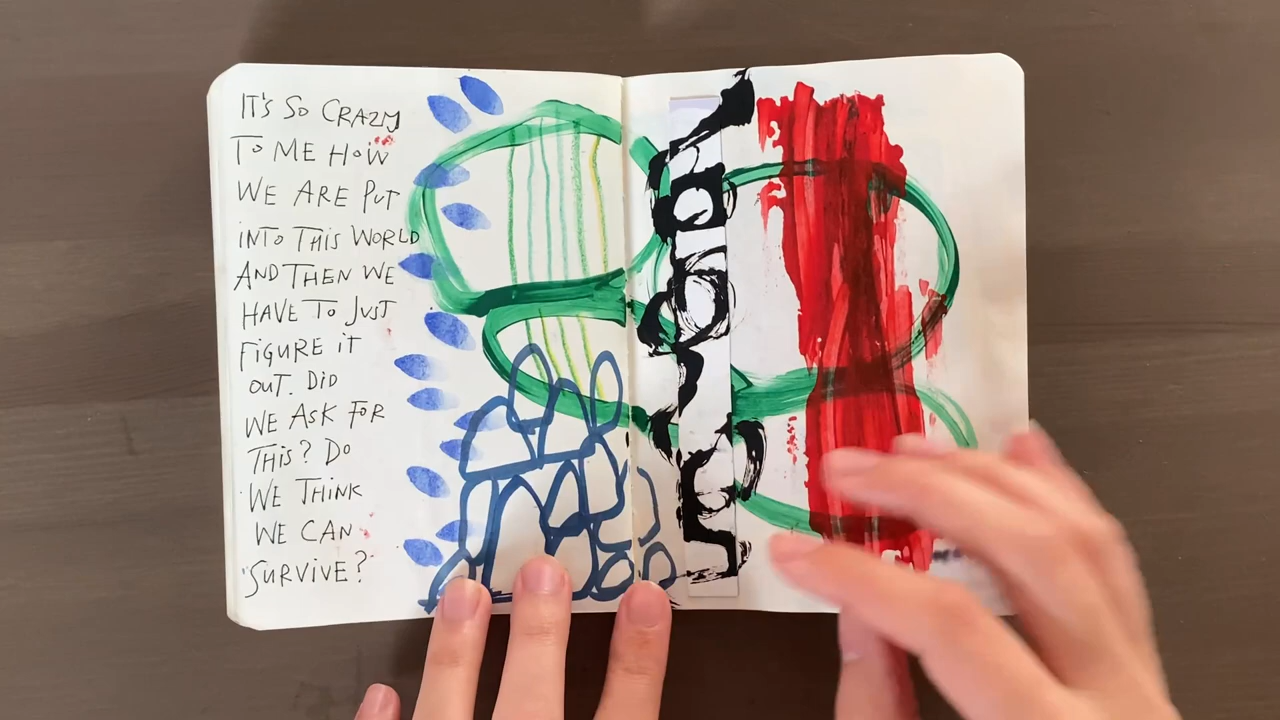 IT'S SO CRAZY
TO ME HOW
WE ARE PUT
INTO THIS WORLD
AND THEN WE
HAVE TO JUST
FIGURE IT
OUT. DID
WE ASK FOR
THIS? DO
WE THINK
WE CAN
SURVIVE?